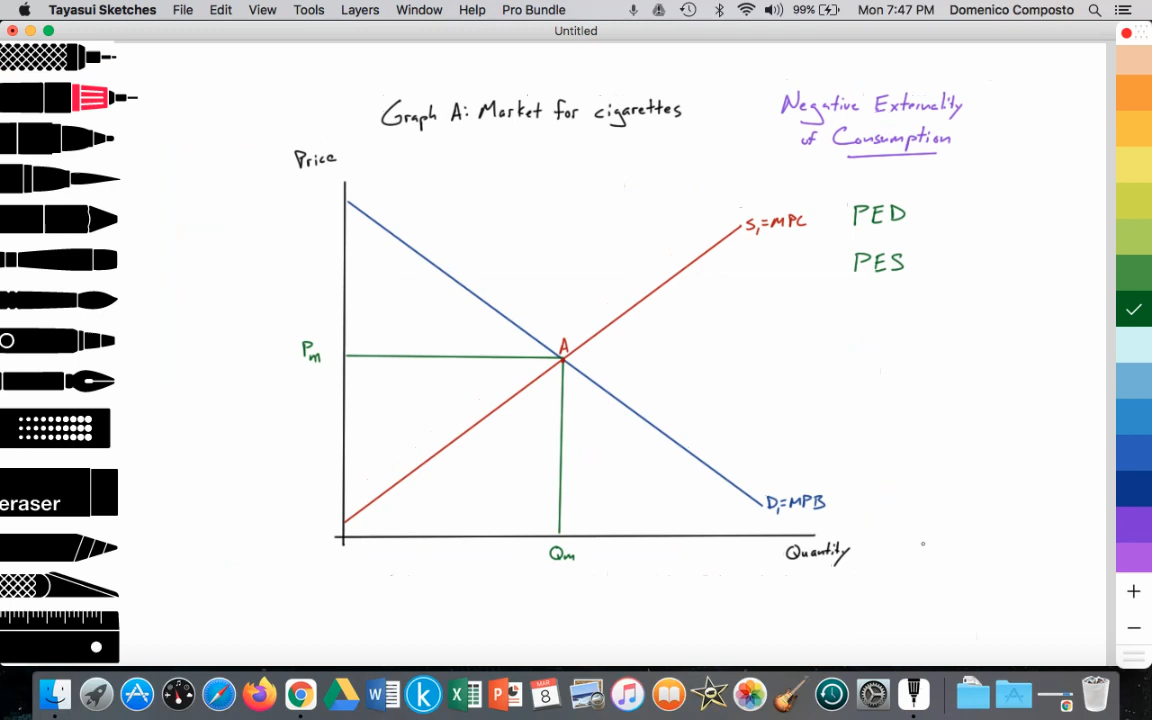 Tayasui Sketches File Edit View Tools Layers Window Help Pro Bundle 99% Mon 7:47 PM Domenico Composto
Untitled
Graph A: Market for cigarettes
Negative Externality
of Consumption
Price
PED
S₁=MPC
PES
A
Pm
D₁=MPB
Qm
Quantity
eraser
W
k
X
P
MAR
8